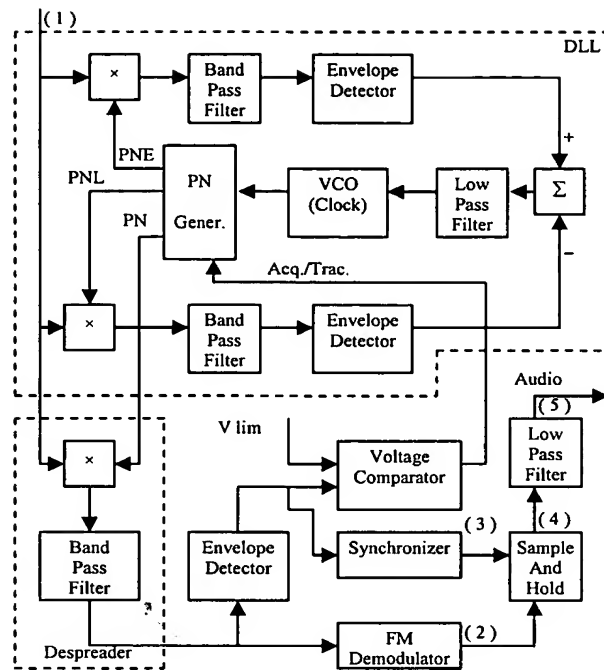 (1)
DLL
×
Band
Pass
Filter
Envelope
Detector
PNE
PNL
PN
PN
Gener.
VCO
(Clock)
Low
Pass
Filter
+
Σ
−
Acq./Trac.
×
Band
Pass
Filter
Envelope
Detector
Audio
(5)
V lim
×
Voltage
Comparator
Low
Pass
Filter
Band
Pass
Filter
Envelope
Detector
Synchronizer
(3)
(4)
Sample
And
Hold
Despreader
FM
Demodulator
(2)